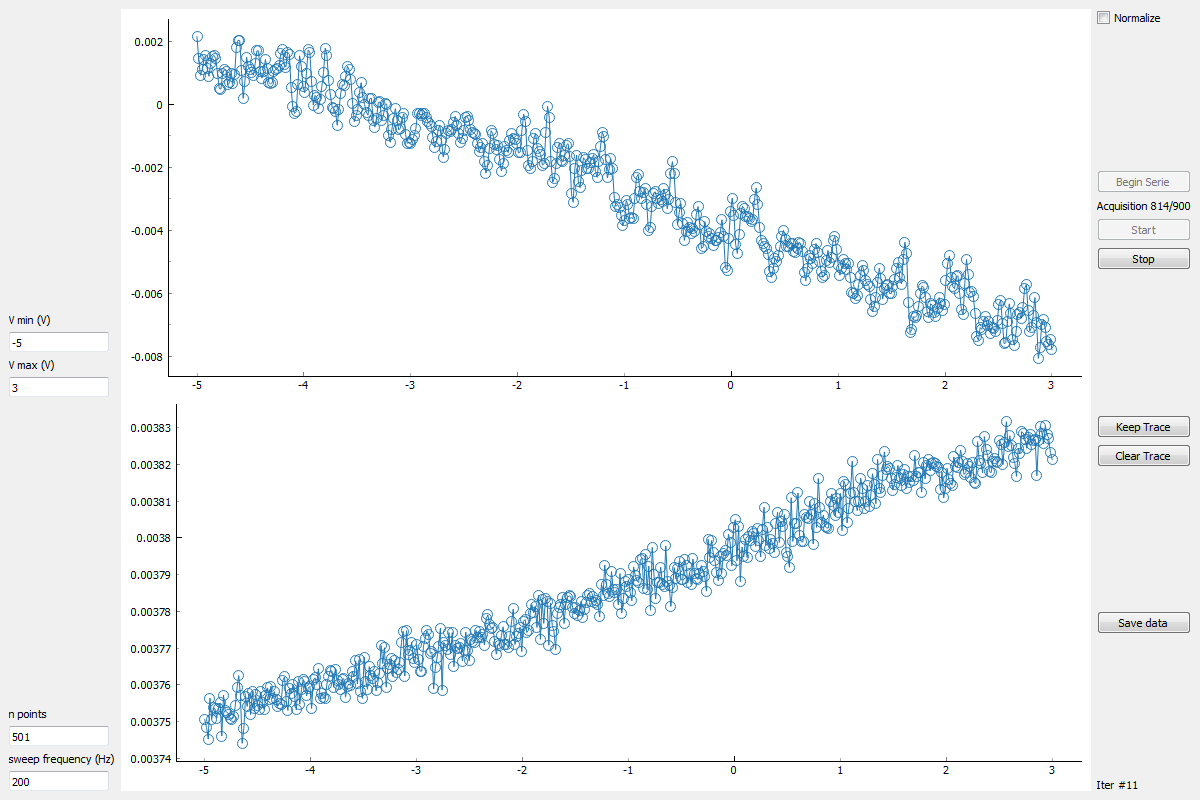 Normalize
0.002
0
-0.002
-0.004
-0.006
-0.008
-5 -4 -3 -2 -1 0 1 2 3
Begin Serie
Acquisition 814/900
Start
Stop
V min (V)
-5
V max (V)
3
0.00383
0.00382
0.00381
0.0038
0.00379
0.00378
0.00377
0.00376
0.00375
0.00374
-5 -4 -3 -2 -1 0 1 2 3
Keep Trace
Clear Trace
Save data
n points
501
sweep frequency (Hz)
200
Iter #11